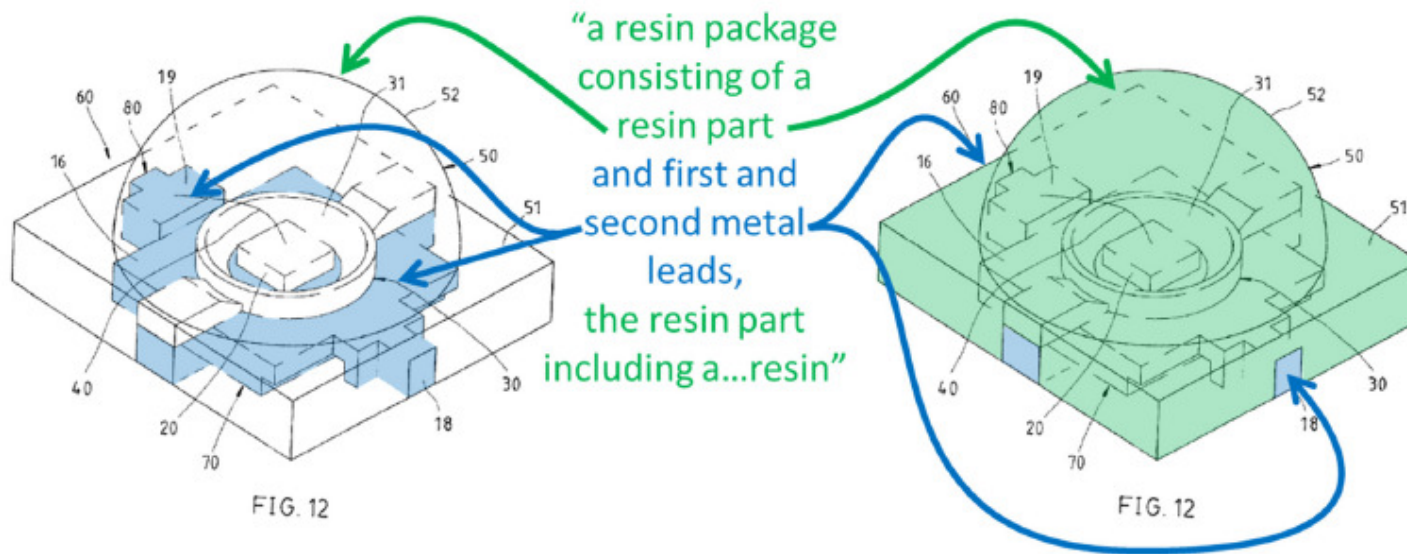 “a resin package
consisting of a
resin part
and first and
second metal
leads,
the resin part
including a...resin”
60
80
19
31
52
16
50
51
40
20
70
18
30
FIG. 12
60
80
19
31
52
16
50
51
40
20
70
18
30
FIG. 12